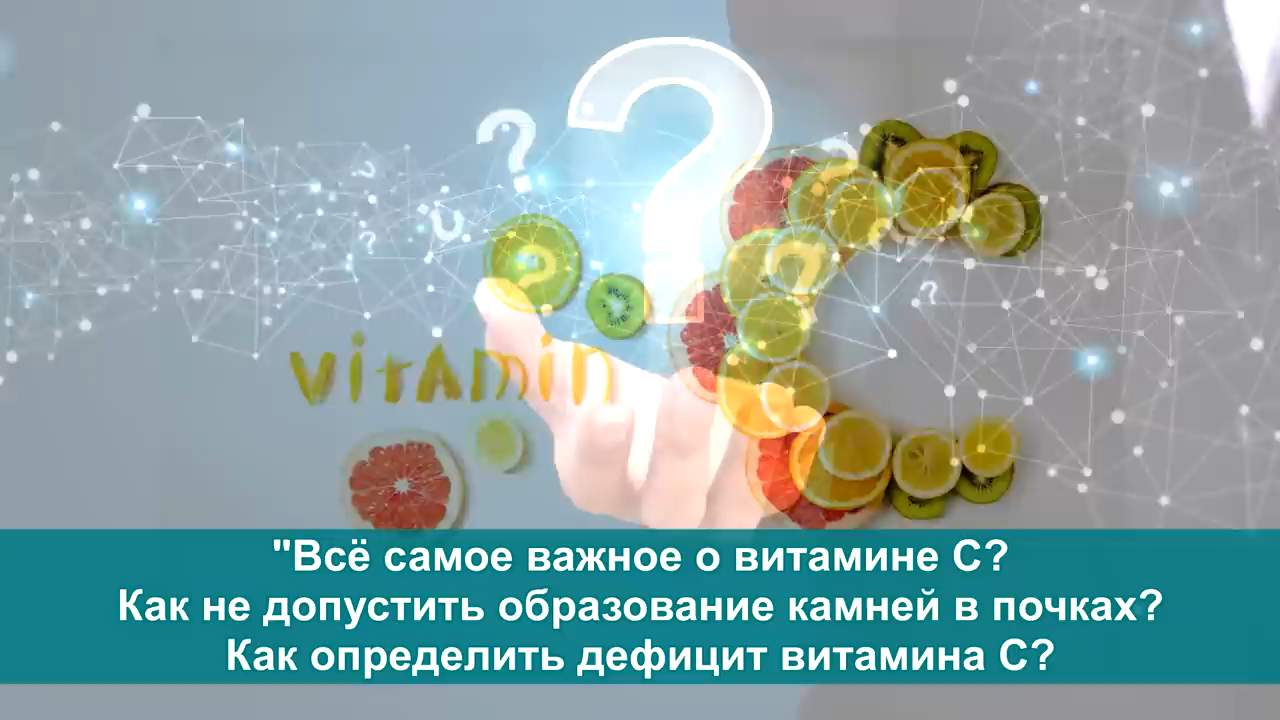 ?
?
vitAmin
"Всё самое важное о витамине С?
Как не допустить образование камней в почках?
Как определить дефицит витамина С?